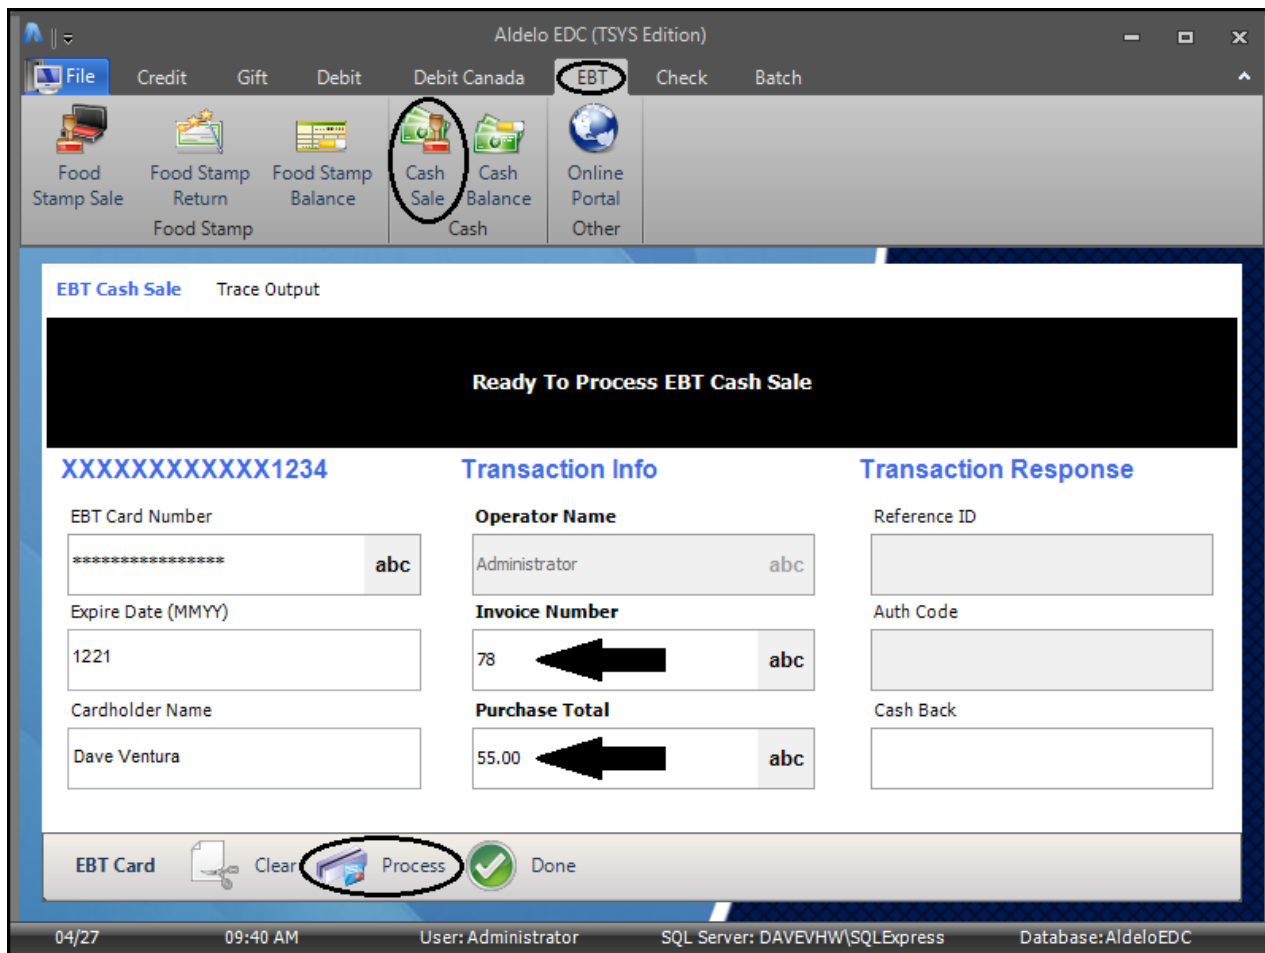 Aldelo EDC (TSYS Edition)
File Credit Gift Debit Debit Canada EBT Check Batch
Food Stamp Sale
Food Stamp Return
Food Stamp Balance
Cash Sale
Cash Balance
Online Portal
Food Stamp
Cash
Other
EBT Cash Sale Trace Output
Ready To Process EBT Cash Sale
XXXXXXXXXXXX1234
EBT Card Number
**************** abc
Expire Date (MMYY)
1221
Cardholder Name
Dave Ventura
Transaction Info
Operator Name
Administrator abc
Invoice Number
78 abc
Purchase Total
55.00 abc
Transaction Response
Reference ID
Auth Code
Cash Back
EBT Card Clear Process Done
04/27 09:40 AM User: Administrator SQL Server: DAVEVHW\SQLExpress Database:AldeloEDC